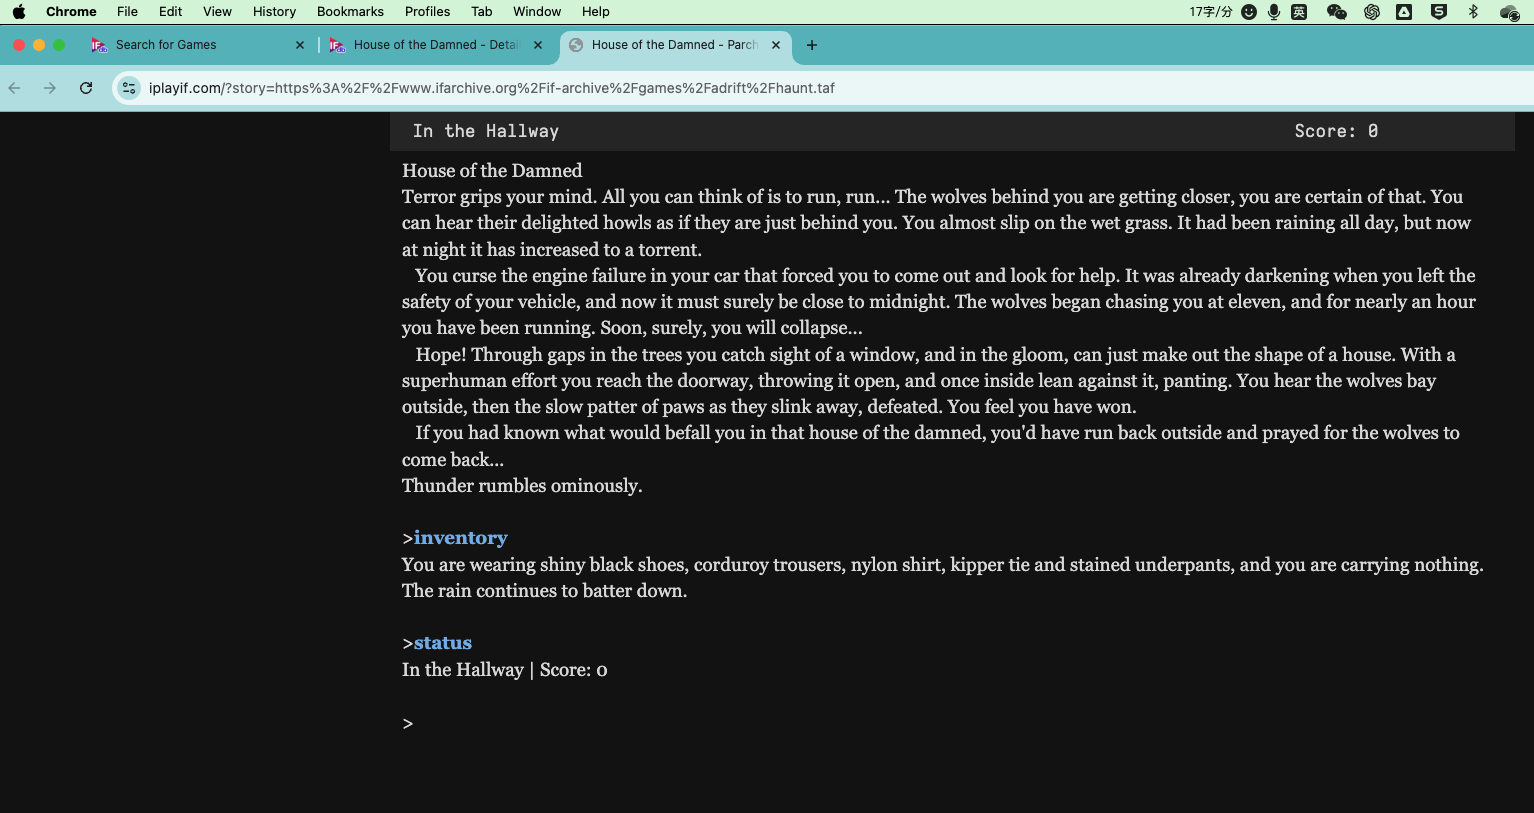 Chrome File Edit View History Bookmarks Profiles Tab Window Help 17字/分 英
Search for Games House of the Damned - Detai House of the Damned - Parch
iplayif.com/?story=https%3A%2F%2Fwww.ifarchive.org%2Fif-archive%2Fgames%2Fadrift%2Fhaunt.taf
In the Hallway Score: 0
House of the Damned
Terror grips your mind. All you can think of is to run, run... The wolves behind you are getting closer, you are certain of that. You
can hear their delighted howls as if they are just behind you. You almost slip on the wet grass. It had been raining all day, but now
at night it has increased to a torrent.
You curse the engine failure in your car that forced you to come out and look for help. It was already darkening when you left the
safety of your vehicle, and now it must surely be close to midnight. The wolves began chasing you at eleven, and for nearly an hour
you have been running. Soon, surely, you will collapse...
Hope! Through gaps in the trees you catch sight of a window, and in the gloom, can just make out the shape of a house. With a
superhuman effort you reach the doorway, throwing it open, and once inside lean against it, panting. You hear the wolves bay
outside, then the slow patter of paws as they slink away, defeated. You feel you have won.
If you had known what would befall you in that house of the damned, you'd have run back outside and prayed for the wolves to
come back...
Thunder rumbles ominously.
>inventory
You are wearing shiny black shoes, corduroy trousers, nylon shirt, kipper tie and stained underpants, and you are carrying nothing.
The rain continues to batter down.
>status
In the Hallway | Score: 0
>